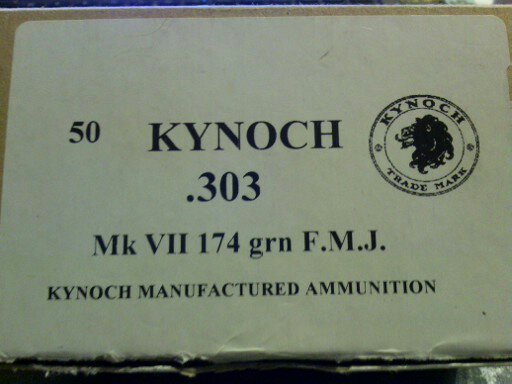 50 KYNOCH
.303
Mk VII 174 grn F.M.J.
KYNOCH MANUFACTURED AMMUNITION
KYNOCH
TRADE MARK